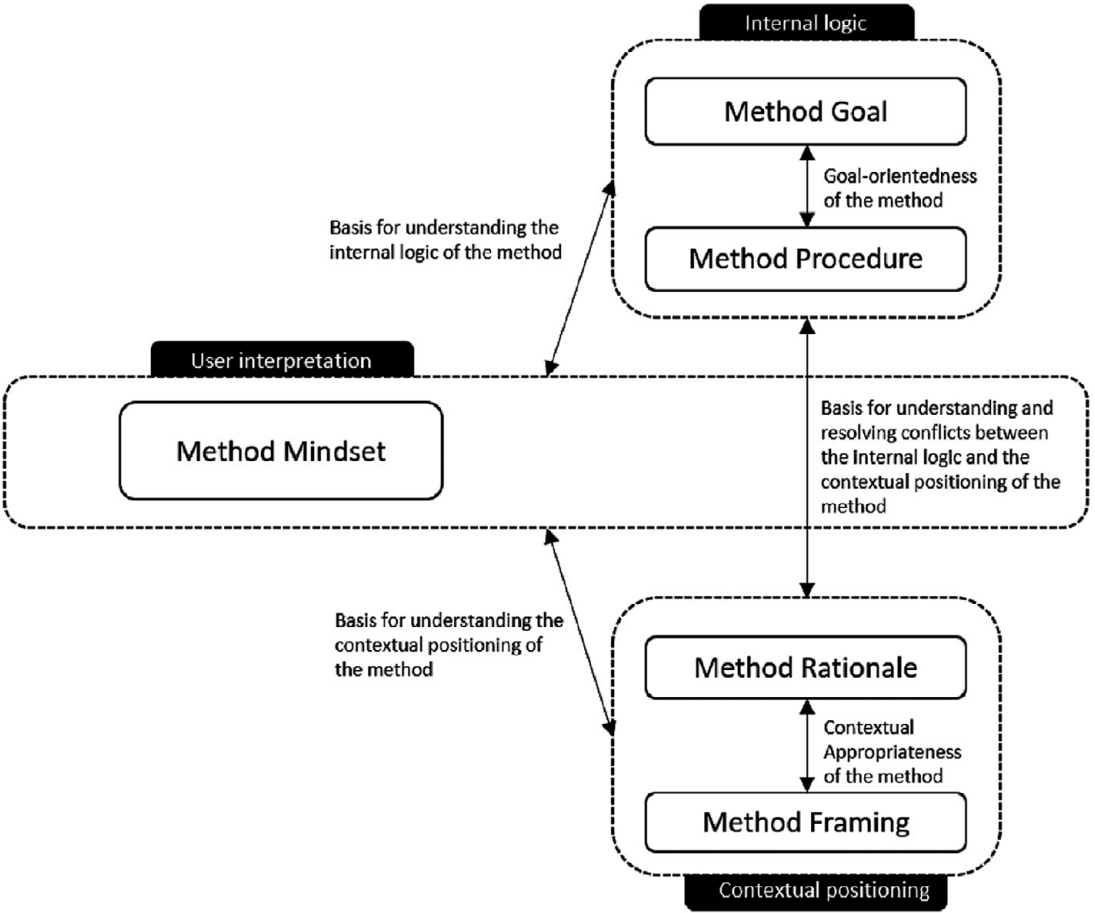 Internal logic
Method Goal
Goal-orientedness
of the method
Method Procedure
Basis for understanding the
internal logic of the method
User interpretation
Method Mindset
Basis for understanding and
resolving conflicts between
the internal logic and the
contextual positioning of the
method
Basis for understanding the
contextual positioning of
the method
Method Rationale
Contextual
Appropriateness
of the method
Method Framing
Contextual positioning